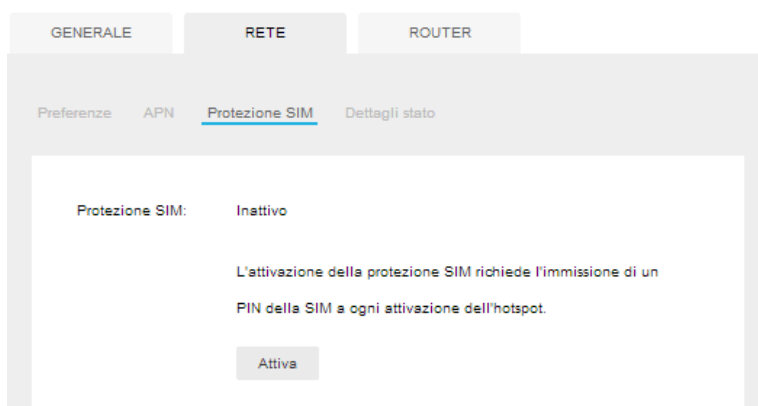 GENERALE RETE ROUTER
Preferenze APN Protezione SIM Dettagli stato
Protezione SIM: Inattivo
L'attivazione della protezione SIM richiede l'immissione di un
PIN della SIM a ogni attivazione dell'hotspot.
Attiva